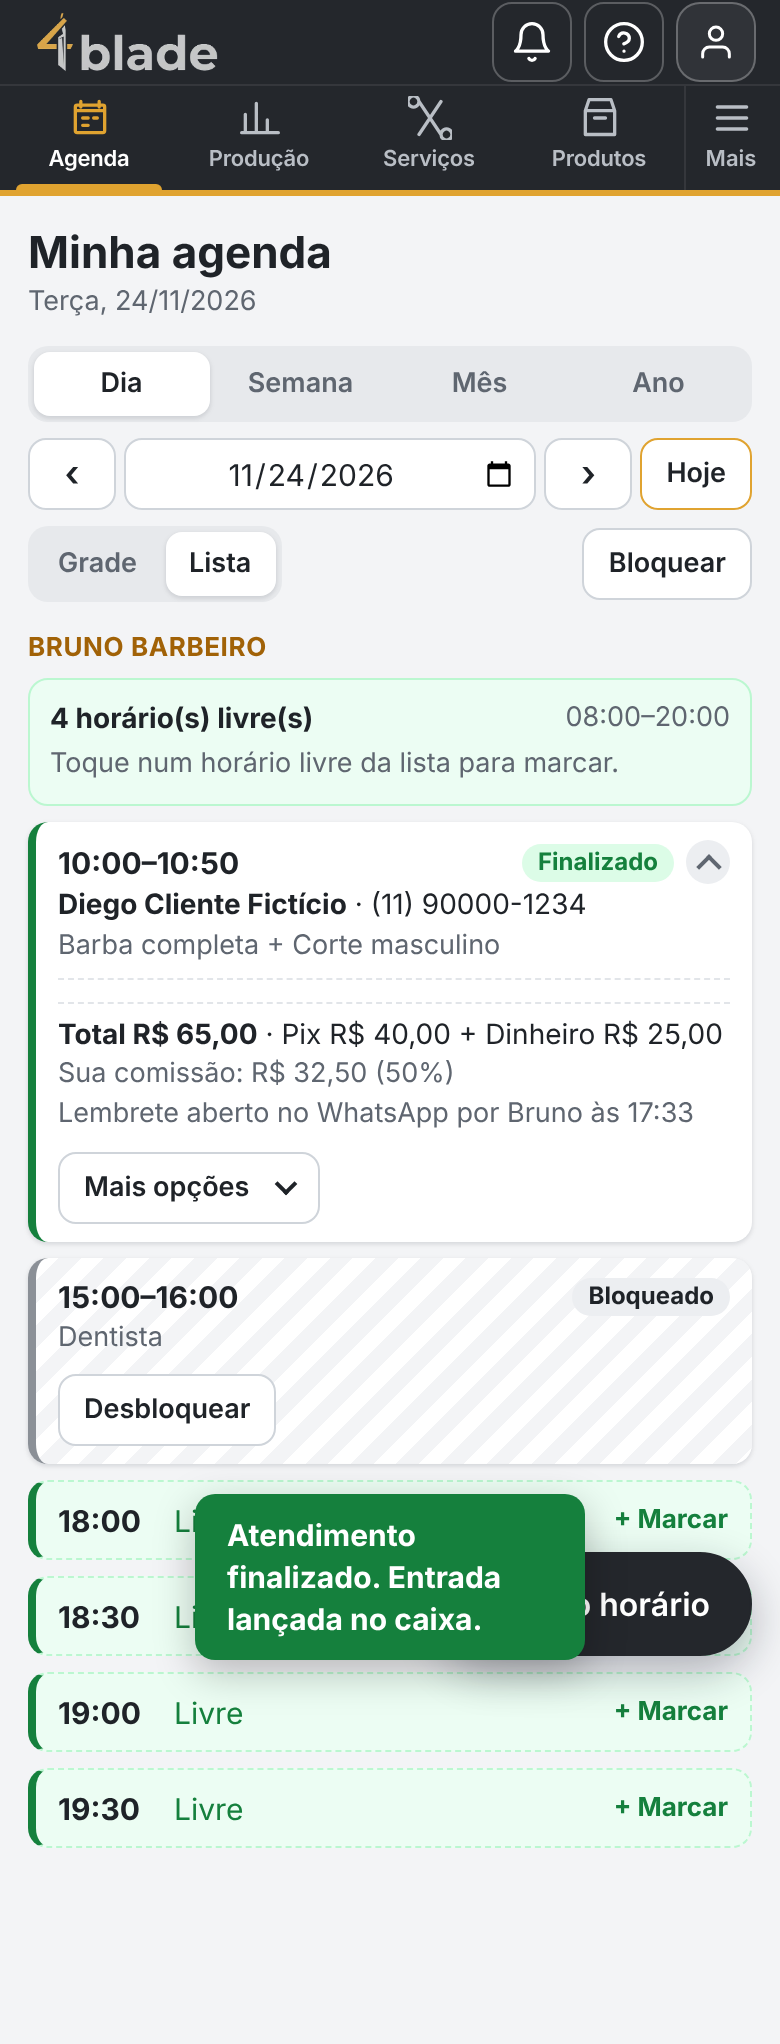 4blade
Agenda
Produção
Serviços
Produtos
Mais
Minha agenda
Terça, 24/11/2026
Dia
Semana
Mês
Ano
‹
11/24/2026
›
Hoje
Grade
Lista
Bloquear
BRUNO BARBEIRO
4 horário(s) livre(s)
08:00–20:00
Toque num horário livre da lista para marcar.
10:00–10:50
Finalizado
Diego Cliente Fictício · (11) 90000-1234
Barba completa + Corte masculino
Total R$ 65,00 · Pix R$ 40,00 + Dinheiro R$ 25,00
Sua comissão: R$ 32,50 (50%)
Lembrete aberto no WhatsApp por Bruno às 17:33
Mais opções
15:00–16:00
Bloqueado
Dentista
Desbloquear
18:00
+ Marcar
Atendimento
finalizado. Entrada
lançada no caixa.
18:30
horário
19:00 Livre
+ Marcar
19:30 Livre
+ Marcar